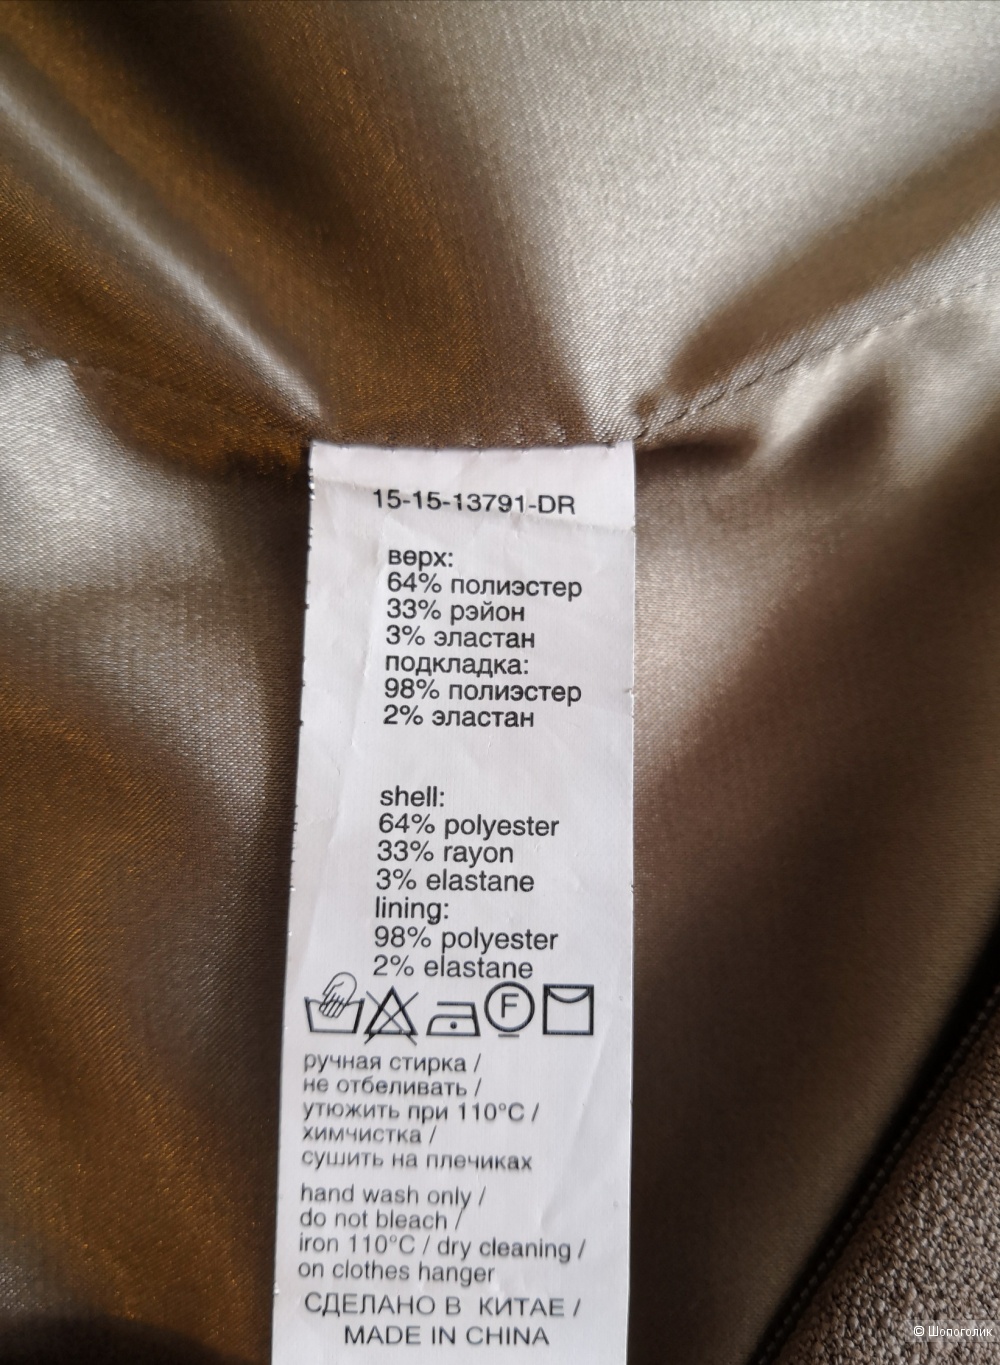 15-15-13791-DR
верх:
64% полиэстер
33% рэйон
3% эластан
подкладка:
98% полиэстер
2% эластан
shell:
64% polyester
33% rayon
3% elastane
lining:
98% polyester
2% elastane
F
ручная стирка /
не отбеливать /
утюжить при 110°C /
химчистка /
сушить на плечиках
hand wash only /
do not bleach /
iron 110°C / dry cleaning /
on clothes hanger
СДЕЛАНО В КИТАЕ /
MADE IN CHINA
© Шопоголик